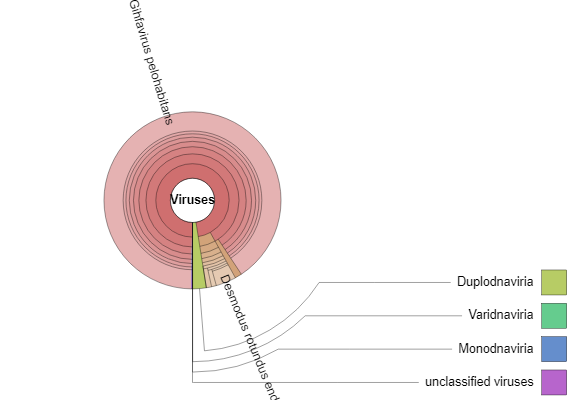 Gihfavirus pelohabitans
Viruses
Desmodus rotundus end
Duplodnaviria
Varidnaviria
Monodnaviria
unclassified viruses